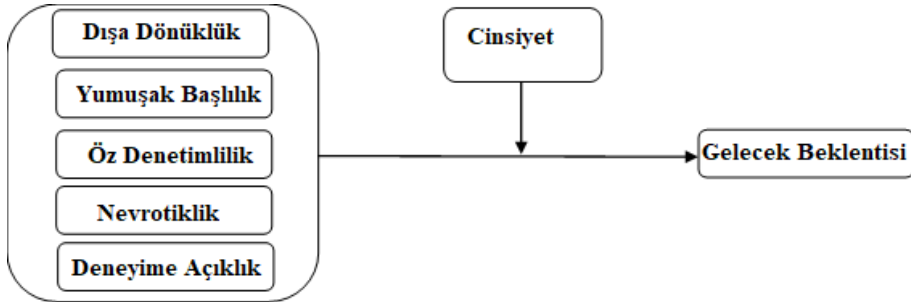 Dışa Dönüklük
Yumuşak Başlılık
Öz Denetimlilik
Nevrotiklik
Deneyime Açıklık
Cinsiyet
Gelecek Beklentisi